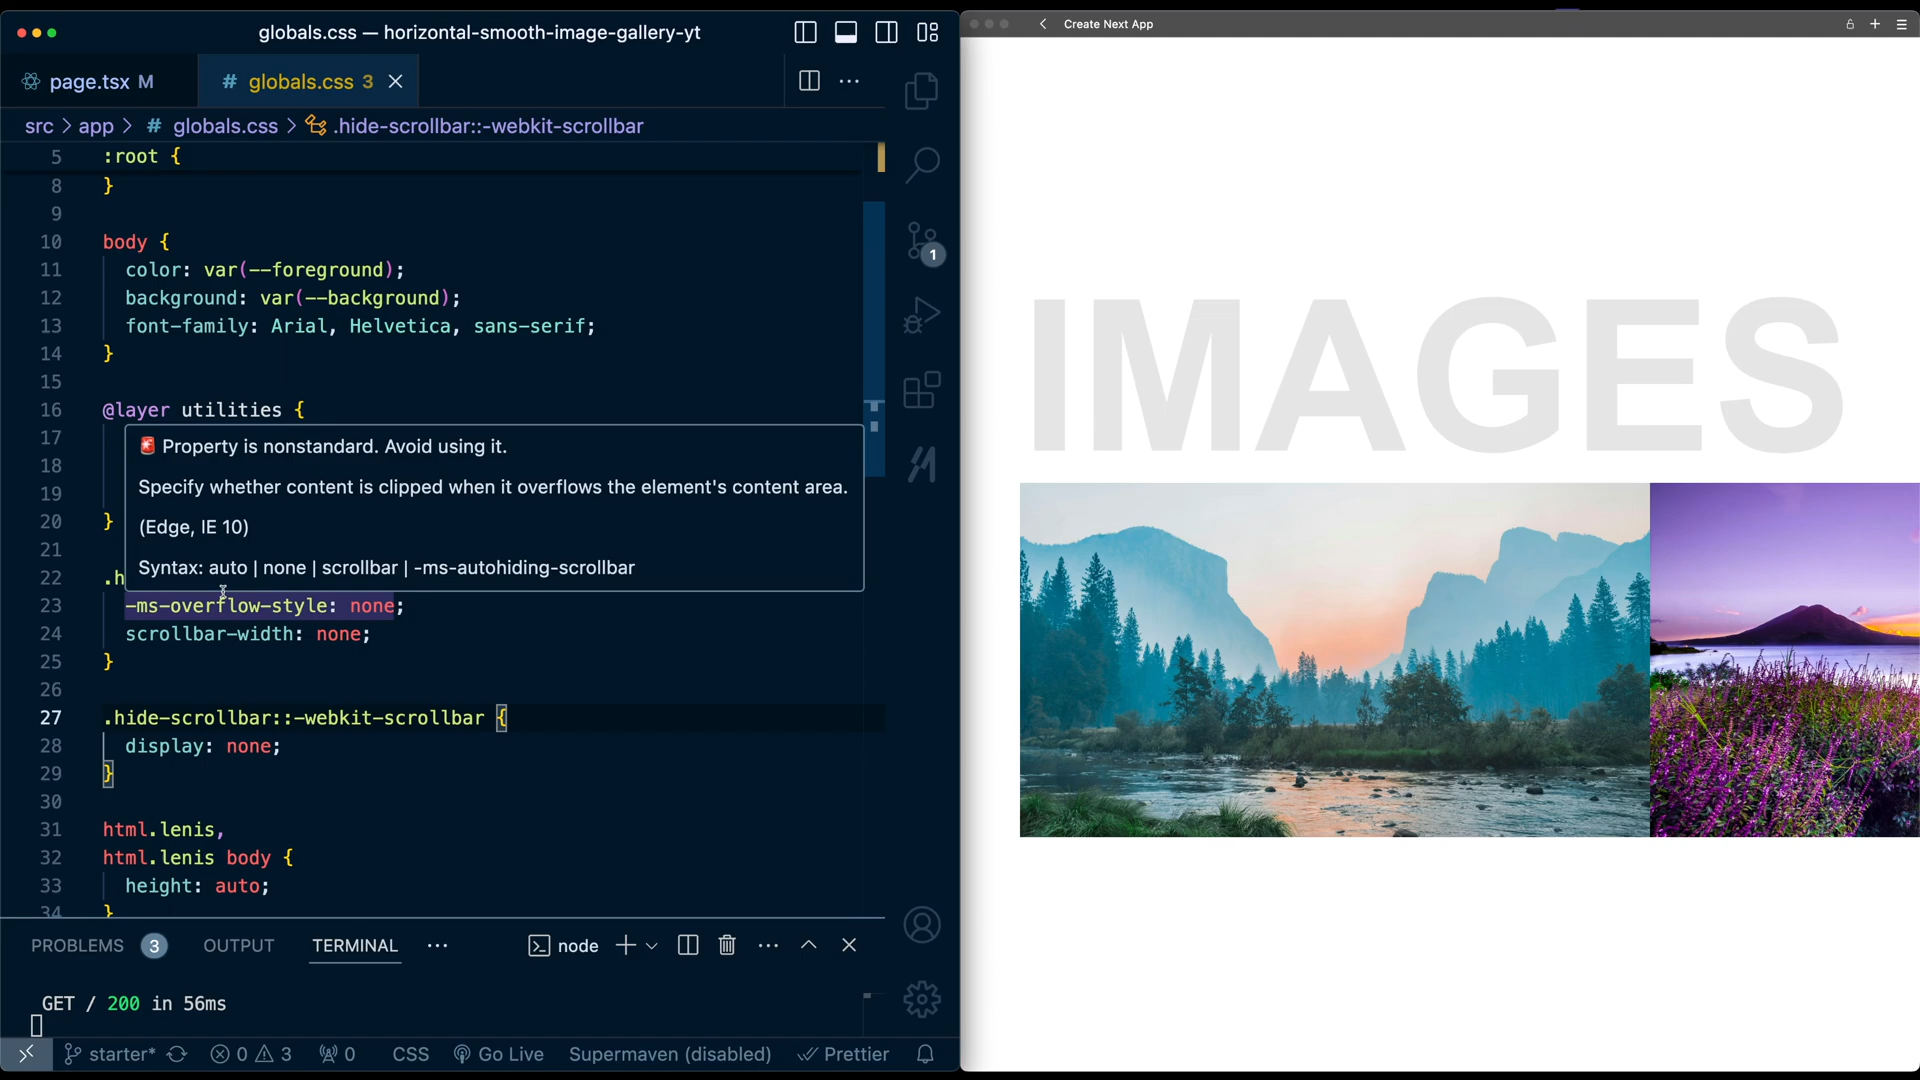 globals.css — horizontal-smooth-image-gallery-yt
page.tsx M
# globals.css 3
src > app > # globals.css > .hide-scrollbar::-webkit-scrollbar
5 :root {
8 }
9
10 body {
11 color: var(--foreground);
12 background: var(--background);
13 font-family: Arial, Helvetica, sans-serif;
14 }
15
16 @layer utilities {
17
18
19
20 }
21
22 .h
Property is nonstandard. Avoid using it.
Specify whether content is clipped when it overflows the element's content area.
(Edge, IE 10)
Syntax: auto | none | scrollbar | -ms-autohiding-scrollbar
23 -ms-overflow-style: none;
24 scrollbar-width: none;
25 }
26
27 .hide-scrollbar::-webkit-scrollbar {
28 display: none;
29 }
30
31 html.lenis,
32 html.lenis body {
33 height: auto;
34 }
1
PROBLEMS 3 OUTPUT TERMINAL ··· node
GET / 200 in 56ms
starter* 0 3 0 CSS Go Live Supermaven (disabled) Prettier
Create Next App
IMAGES